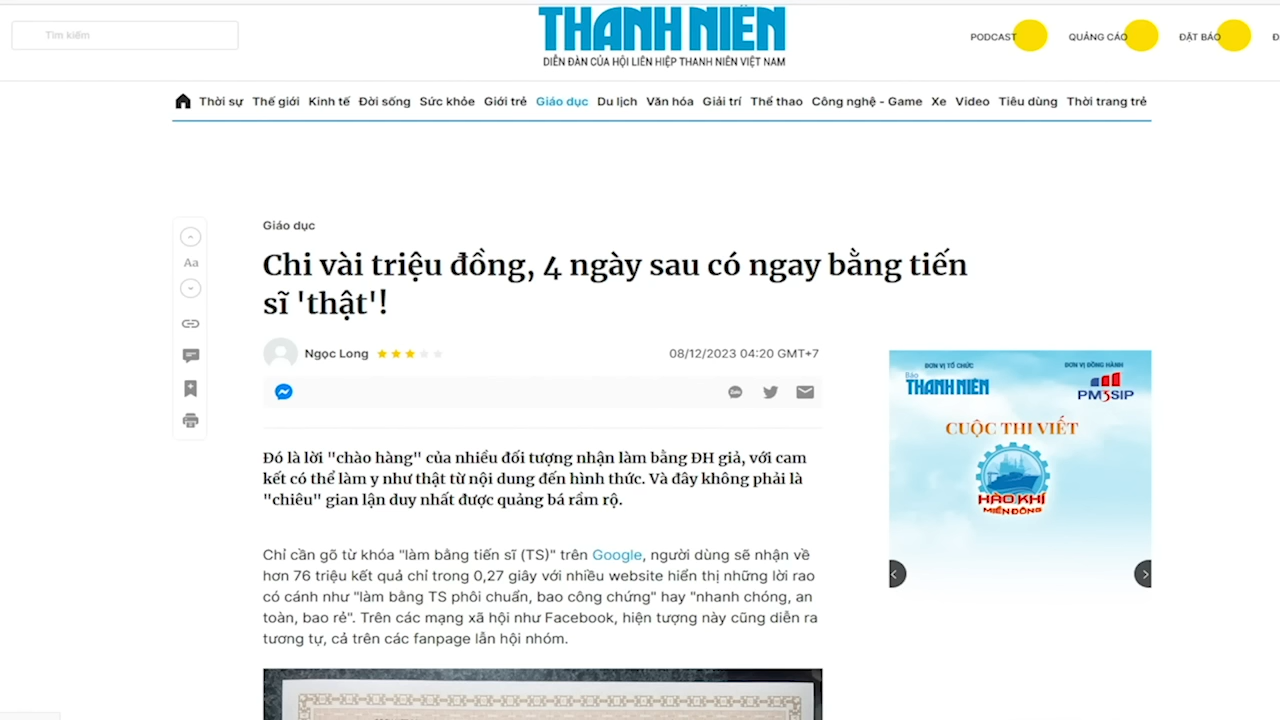 Tìm kiếm
THANH NIÊN
DIỄN ĐÀN CỦA HỘI LIÊN HIỆP THANH NIÊN VIỆT NAM
PODCAST QUẢNG CÁO ĐẶT BÁO Đ
Thời sự Thế giới Kinh tế Đời sống Sức khỏe Giới trẻ Giáo dục Du lịch Văn hóa Giải trí Thể thao Công nghệ - Game Xe Video Tiêu dùng Thời trang trẻ
Giáo dục
Chi vài triệu đồng, 4 ngày sau có ngay bằng tiến
sĩ 'thật'!
Aa
Ngọc Long
08/12/2023 04:20 GMT+7
Zalo
Đó là lời "chào hàng" của nhiều đối tượng nhận làm bằng ĐH giả, với cam
kết có thể làm y như thật từ nội dung đến hình thức. Và đây không phải là
"chiêu" gian lận duy nhất được quảng bá rầm rộ.
Chỉ cần gõ từ khóa "làm bằng tiến sĩ (TS)" trên Google, người dùng sẽ nhận về
hơn 76 triệu kết quả chỉ trong 0,27 giây với nhiều website hiển thị những lời rao
có cánh như "làm bằng TS phôi chuẩn, bao công chứng" hay "nhanh chóng, an
toàn, bao rẻ". Trên các mạng xã hội như Facebook, hiện tượng này cũng diễn ra
tương tự, cả trên các fanpage lẫn hội nhóm.
ĐƠN VỊ TỔ CHỨC
Báo
THANH NIÊN
ĐƠN VỊ ĐỒNG HÀNH
PM3SIP
CUỘC THI VIẾT
HÀO KHÍ
MIỀN ĐÔNG